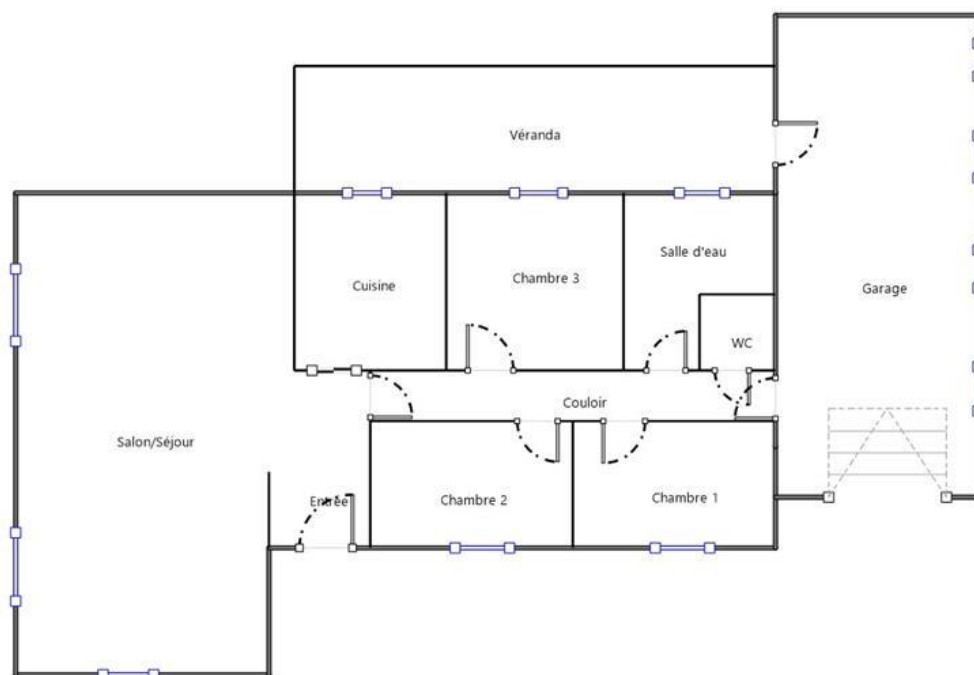 Véranda
Salle d'eau
Cuisine
Chambre 3
Garage
WC
Couloir
Salon/Séjour
Entrée
Chambre 2
Chambre 1